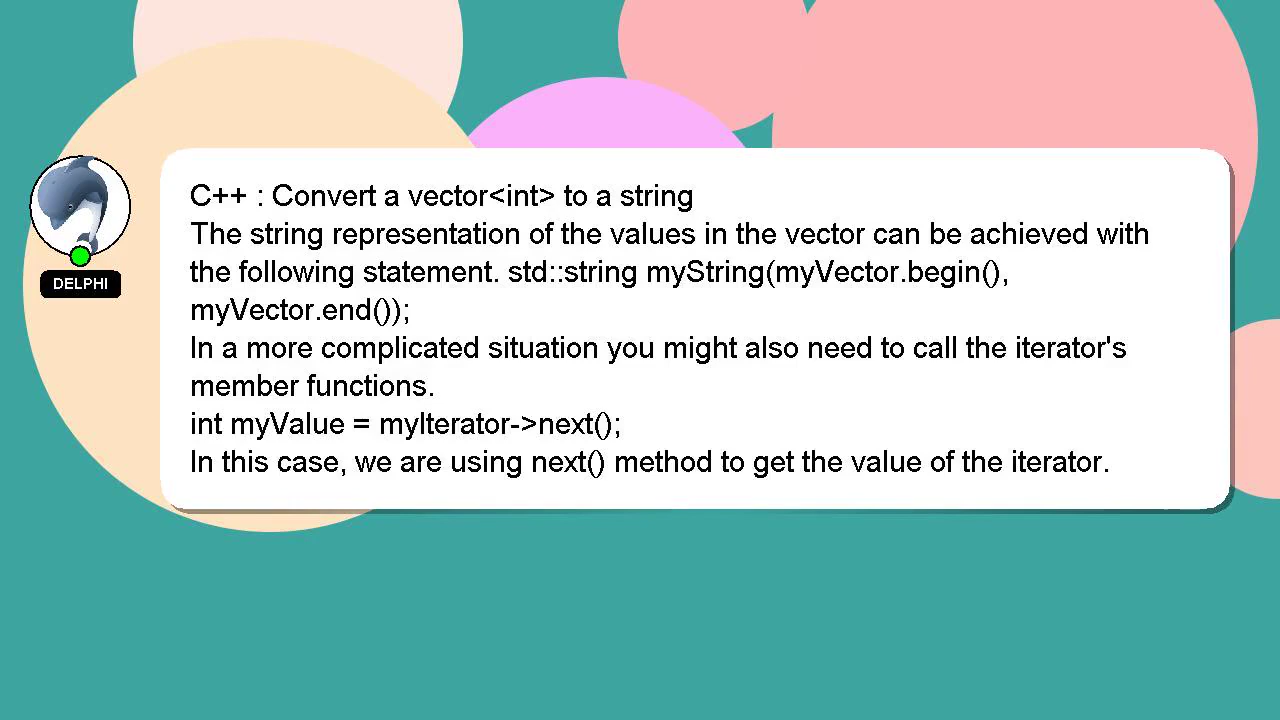 C++ : Convert a vector<int> to a string
The string representation of the values in the vector can be achieved with
the following statement. std::string myString(myVector.begin(),
myVector.end());
In a more complicated situation you might also need to call the iterator's
member functions.
int myValue = myIterator->next();
In this case, we are using next() method to get the value of the iterator.
DELPHI